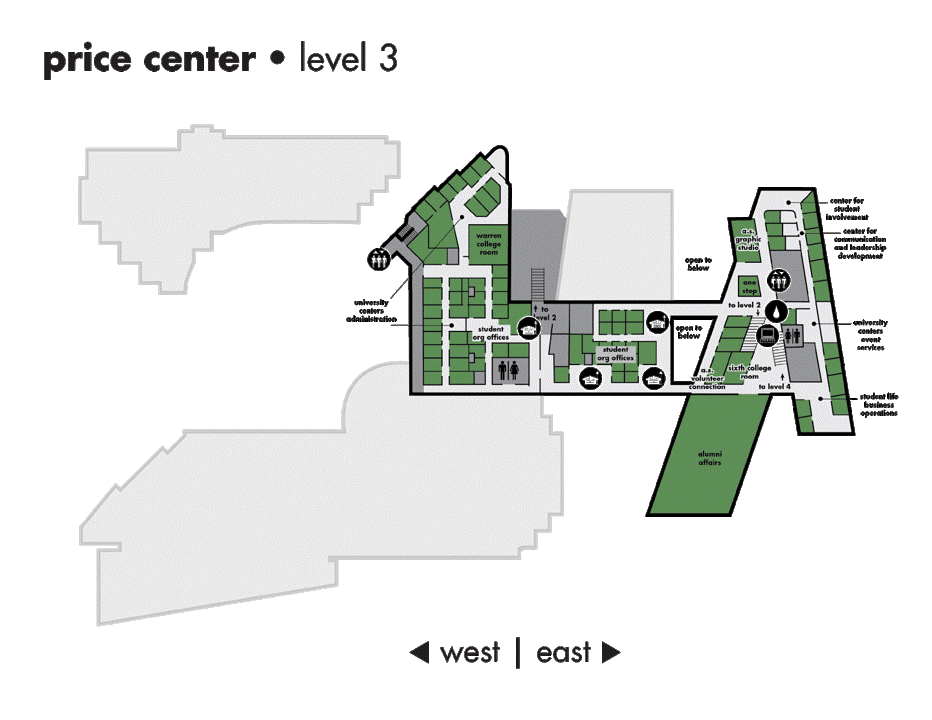 price center • level 3
warren
college
room
university
centers
administration
student
org offices
to
level 2
student
org offices
open to
below
open to
below
a.s.
graphic
studio
one
stop
to level 2
center for
student
involvement
center for
communication
and leadership
development
university
centers
event
services
a.s.
volunteer
connection
sixth college
room
to level 4
student life
business
operations
alumni
affairs
◀ west | east ▶